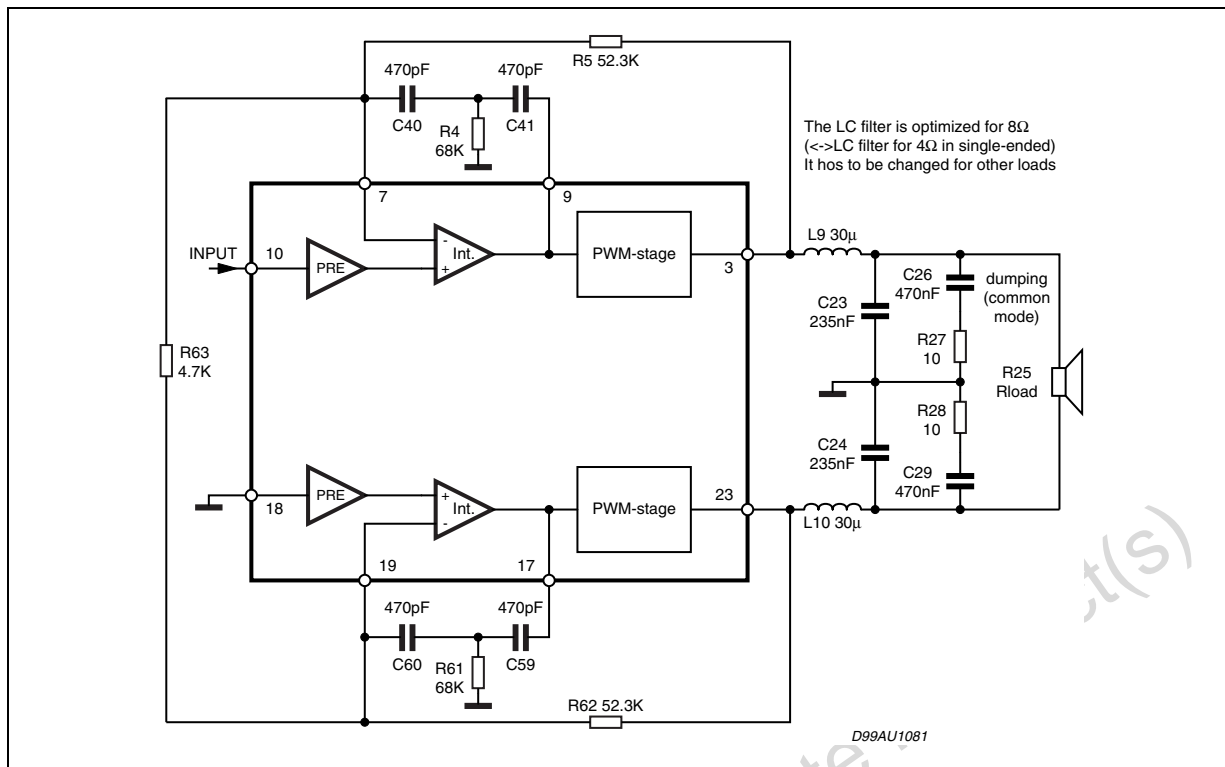 R5 52.3K
470pF
470pF
C40
C41
R4
68K
The LC filter is optimized for 8Ω
(<->LC filter for 4Ω in single-ended)
It hos to be changed for other loads
7
9
INPUT
10
PRE
-
+
Int.
PWM-stage
3
L9 30µ
C23
235nF
C26
470nF
dumping
(common
mode)
R27
10
R63
4.7K
R25
Rload
R28
10
C24
235nF
C29
470nF
18
PRE
+
-
Int.
PWM-stage
23
L10 30µ
19
17
470pF
470pF
C60
C59
R61
68K
R62 52.3K
D99AU1081
ct(s)